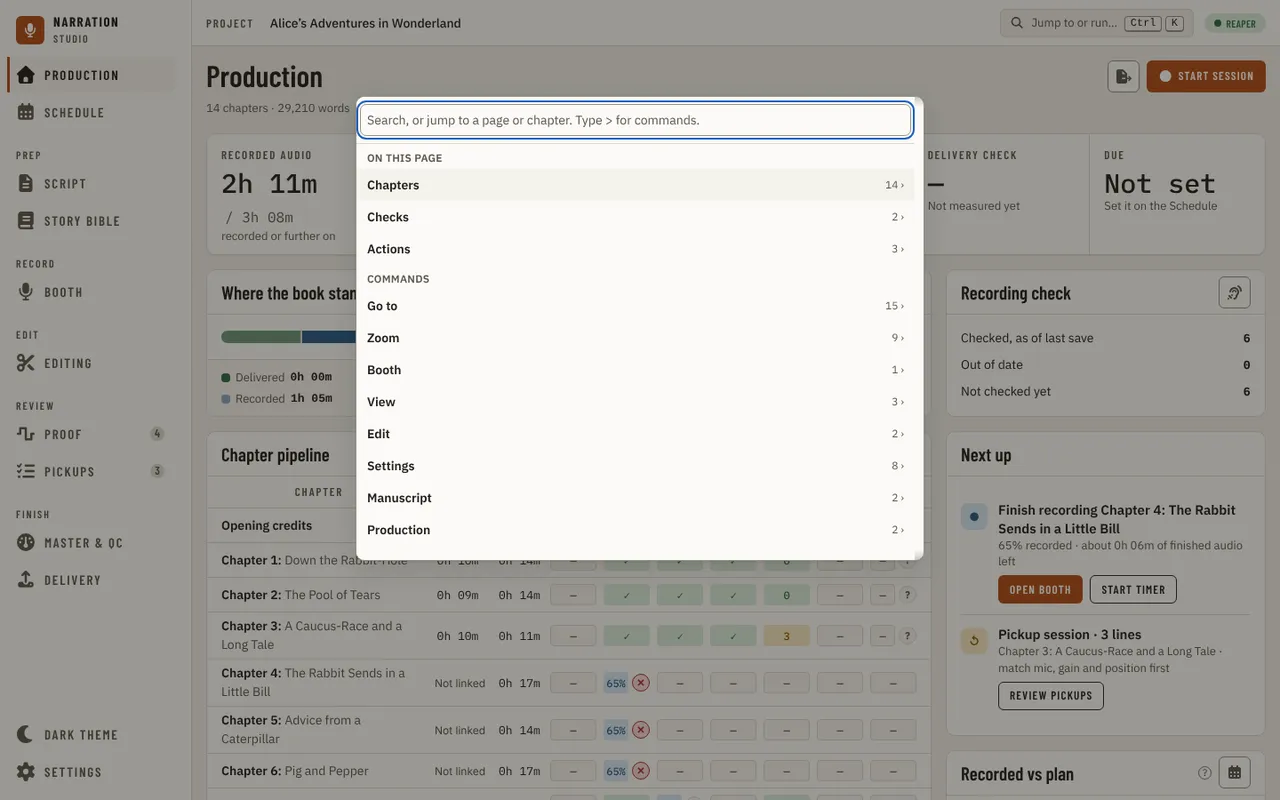 NARRATION
STUDIO
PRODUCTION
SCHEDULE
PREP
SCRIPT
STORY BIBLE
RECORD
BOOTH
EDIT
EDITING
REVIEW
PROOF 4
PICKUPS 3
FINISH
MASTER & QC
DELIVERY
DARK THEME
SETTINGS
PROJECT Alice's Adventures in Wonderland
Jump to or run... Ctrl K
REAPER
Production
START SESSION
14 chapters · 29,210 words
Search, or jump to a page or chapter. Type > for commands.
ON THIS PAGE
Chapters 14 ›
Checks 2 ›
Actions 3 ›
COMMANDS
Go to 15 ›
Zoom 9 ›
Booth 1 ›
View 3 ›
Edit 2 ›
Settings 8 ›
Manuscript 2 ›
Production 2 ›
RECORDED AUDIO
2h 11m
/ 3h 08m
recorded or further on
DELIVERY CHECK
—
Not measured yet
DUE
Not set
Set it on the Schedule
Where the book stan
Delivered 0h 00m
Recorded 1h 05m
Recording check
Checked, as of last save 6
Out of date 0
Not checked yet 6
Chapter pipeline
CHAPTER
Opening credits
Chapter 1: Down the Rabbit-Hole 0h 10m 0h 14m — ✓ ✓ ✓ 0 — — ?
Chapter 2: The Pool of Tears 0h 09m 0h 14m — ✓ ✓ ✓ 0 — — ?
Chapter 3: A Caucus-Race and a
Long Tale 0h 10m 0h 11m — ✓ ✓ ✓ 3 — — ?
Chapter 4: The Rabbit Sends in a
Little Bill Not linked 0h 17m — 65% — — — — —
Chapter 5: Advice from a
Caterpillar Not linked 0h 14m — 65% — — — — —
Chapter 6: Pig and Pepper Not linked 0h 17m — 65% — — — — —
Next up
Finish recording Chapter 4: The Rabbit
Sends in a Little Bill
65% recorded · about 0h 06m of finished audio
left
OPEN BOOTH START TIMER
Pickup session · 3 lines
Chapter 3: A Caucus-Race and a Long Tale ·
match mic, gain and position first
REVIEW PICKUPS
Recorded vs plan ?